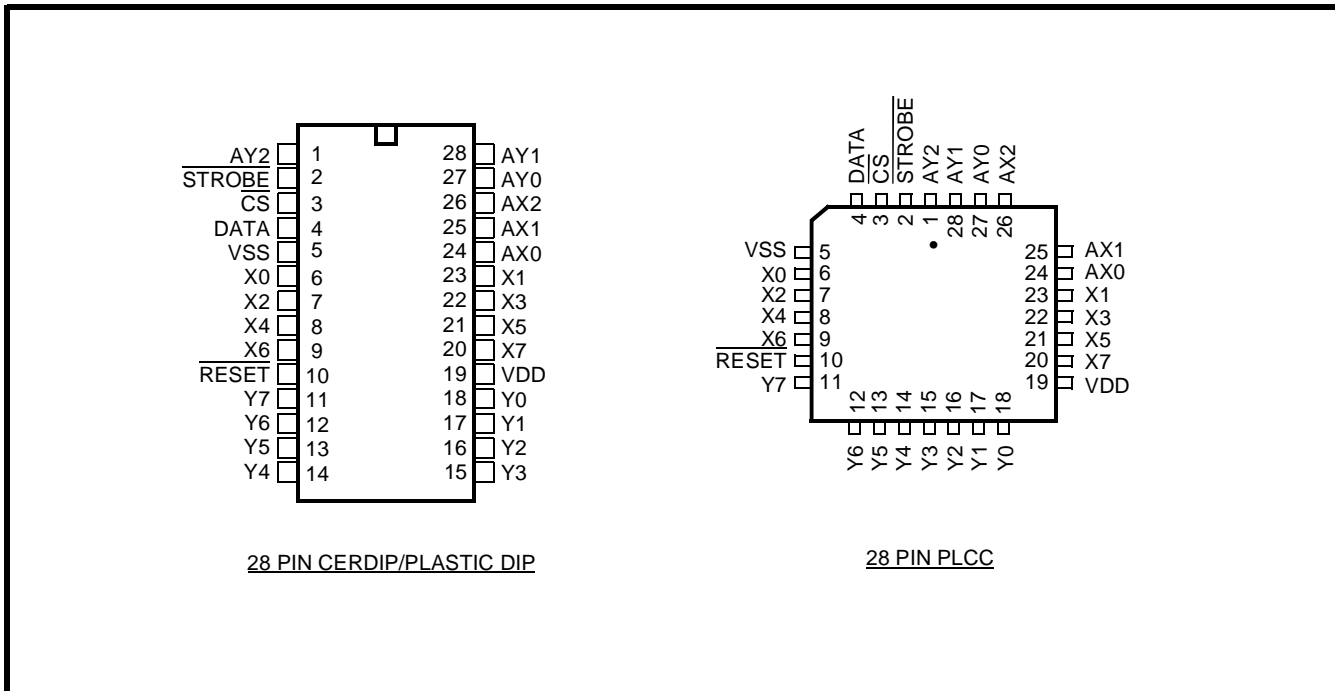 AY2 1 28 AY1
STROBE 2 27 AY0
CS 3 26 AX2
DATA 4 25 AX1
VSS 5 24 AX0
X0 6 23 X1
X2 7 22 X3
X4 8 21 X5
X6 9 20 X7
RESET 10 19 VDD
Y7 11 18 Y0
Y6 12 17 Y1
Y5 13 16 Y2
Y4 14 15 Y3
28 PIN CERDIP/PLASTIC DIP
DATA CS STROBE AY2 AY1 AY0 AX2
4 3 2 1 28 27 26
VSS 5 25 AX1
X0 6 24 AX0
X2 7 23 X1
X4 8 22 X3
X6 9 21 X5
RESET 10 20 X7
Y7 11 19 VDD
12 13 14 15 16 17 18
Y6 Y5 Y4 Y3 Y2 Y1 Y0
28 PIN PLCC